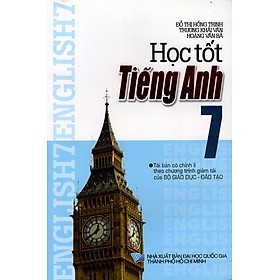 ĐỖ THỊ HỒNG TRINH
TRƯƠNG KHẢI VĂN
HOÀNG VĂN BÁ
Học tốt
Tiếng Anh
7
Tái bản có chỉnh lí
theo chương trình giảm tải
của BỘ GIÁO DỤC - ĐÀO TẠO
ENGLISH7ENGLISH7
NHÀ XUẤT BẢN ĐẠI HỌC QUỐC GIA
THÀNH PHỐ HỒ CHÍ MINH